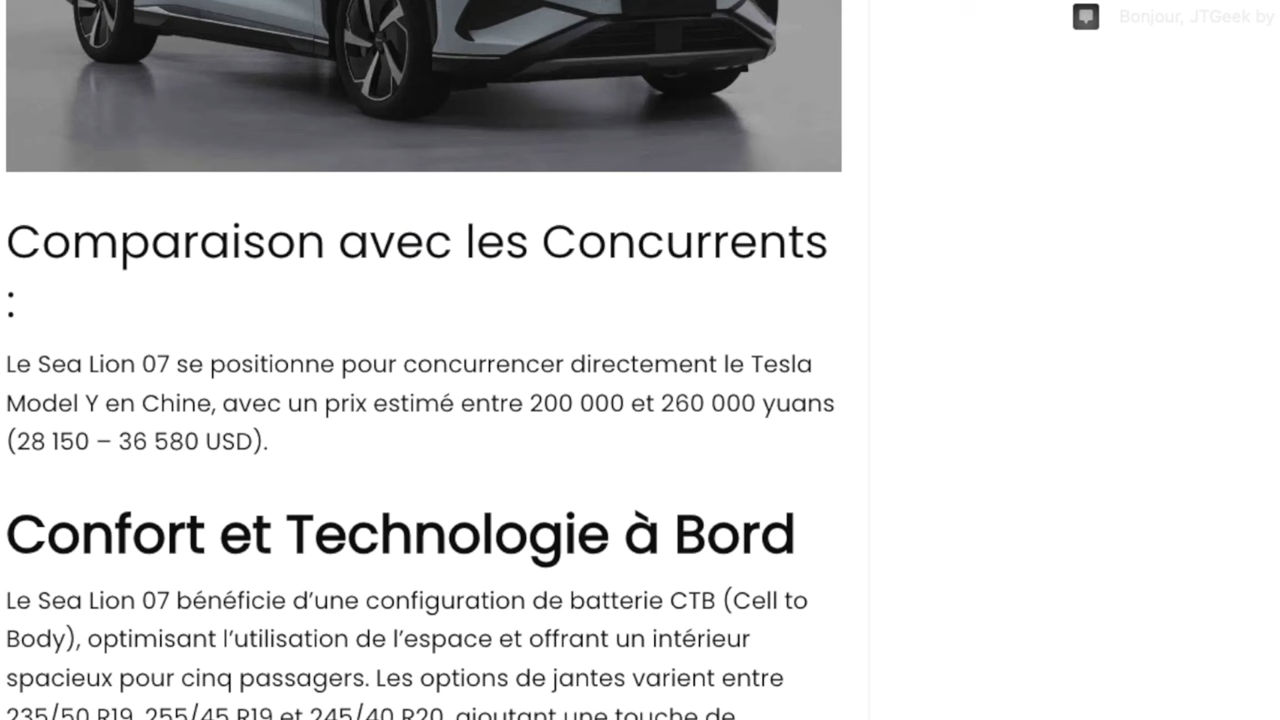 Bonjour, JTGeek by
Comparaison avec les Concurrents
:
Le Sea Lion 07 se positionne pour concurrencer directement le Tesla
Model Y en Chine, avec un prix estimé entre 200 000 et 260 000 yuans
(28 150 – 36 580 USD).
Confort et Technologie à Bord
Le Sea Lion 07 bénéficie d’une configuration de batterie CTB (Cell to
Body), optimisant l’utilisation de l’espace et offrant un intérieur
spacieux pour cinq passagers. Les options de jantes varient entre
235/50 R19, 255/45 R19 et 245/40 R20, ajoutant une touche de